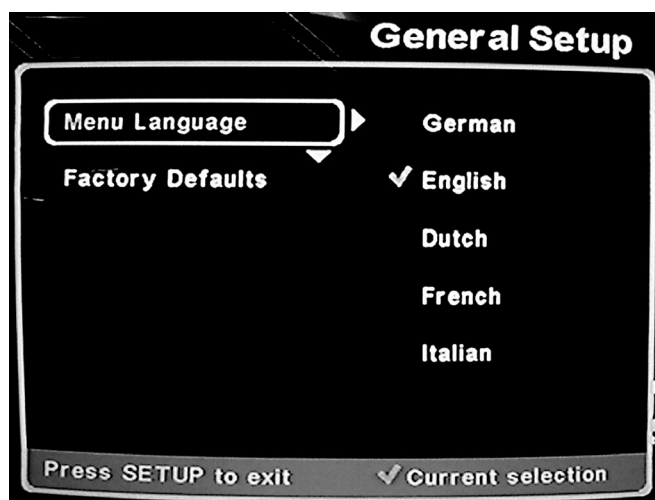 General Setup
Menu Language
German
Factory Defaults
English
Dutch
French
Italian
Press SETUP to exit
Current selection